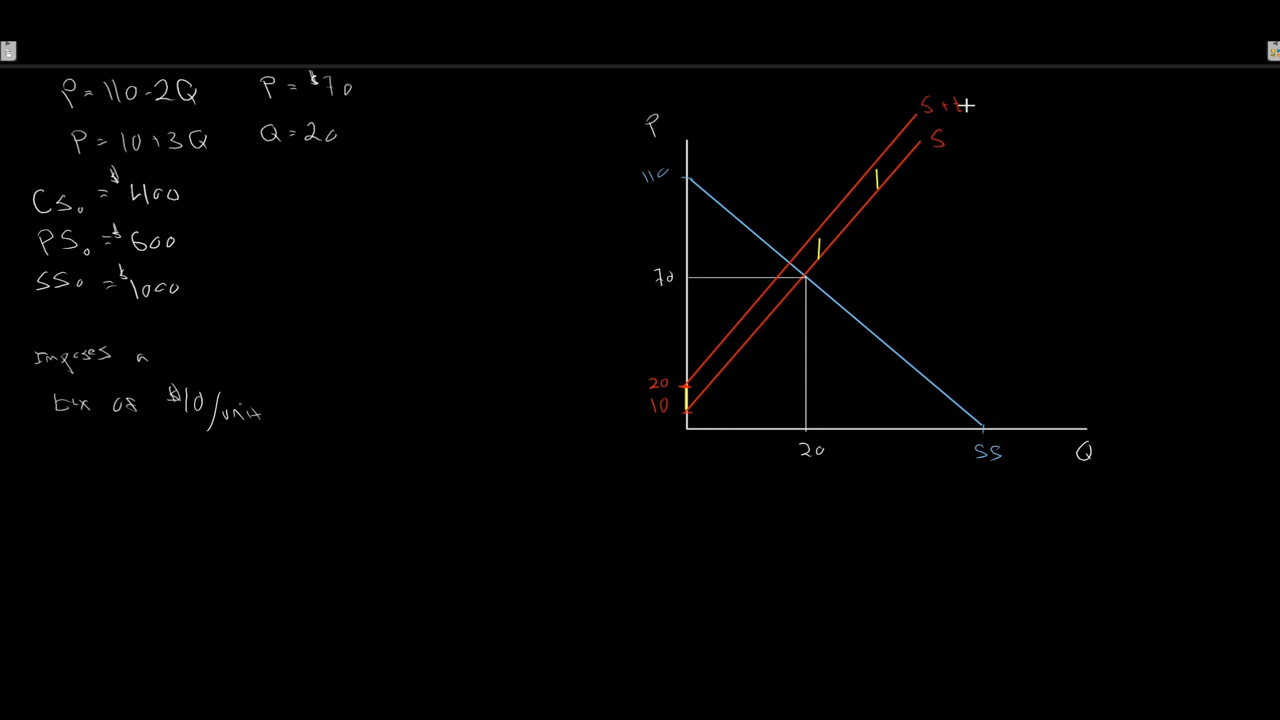 P = 110 - 2Q P = $70
P = 10 + 3Q Q = 20
CS₀ = $400
PS₀ = $600
SS₀ = $1000
Imposes a
tax of $10/unit
S + t
S
P
110
70
20
10
20
55
Q